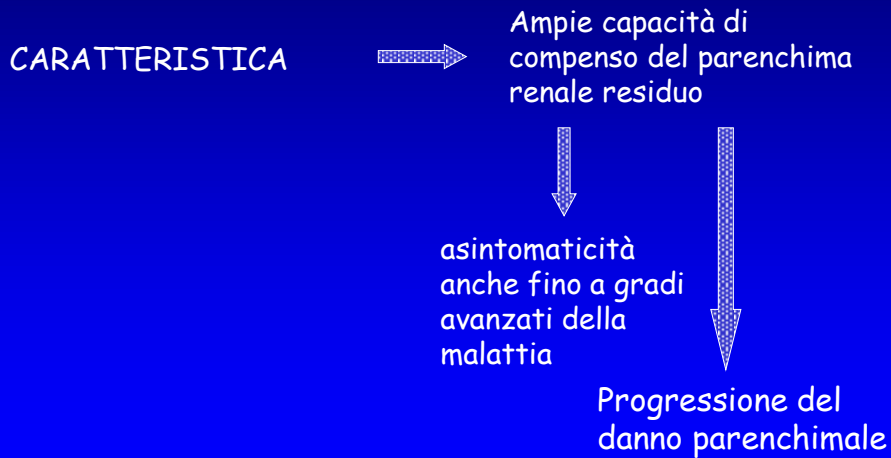 CARATTERISTICA
Ampie capacità di
compenso del parenchima
renale residuo
asintomaticità
anche fino a gradi
avanzati della
malattia
Progressione del
danno parenchimale